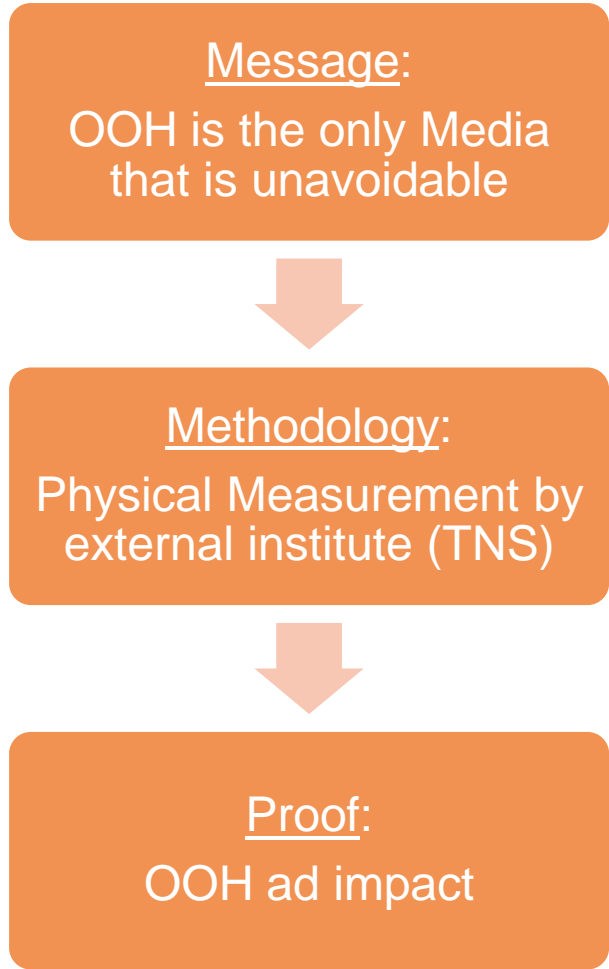 Message:
OOH is the only Media
that is unavoidable
Methodology:
Physical Measurement by
external institute (TNS)
Proof:
OOH ad impact